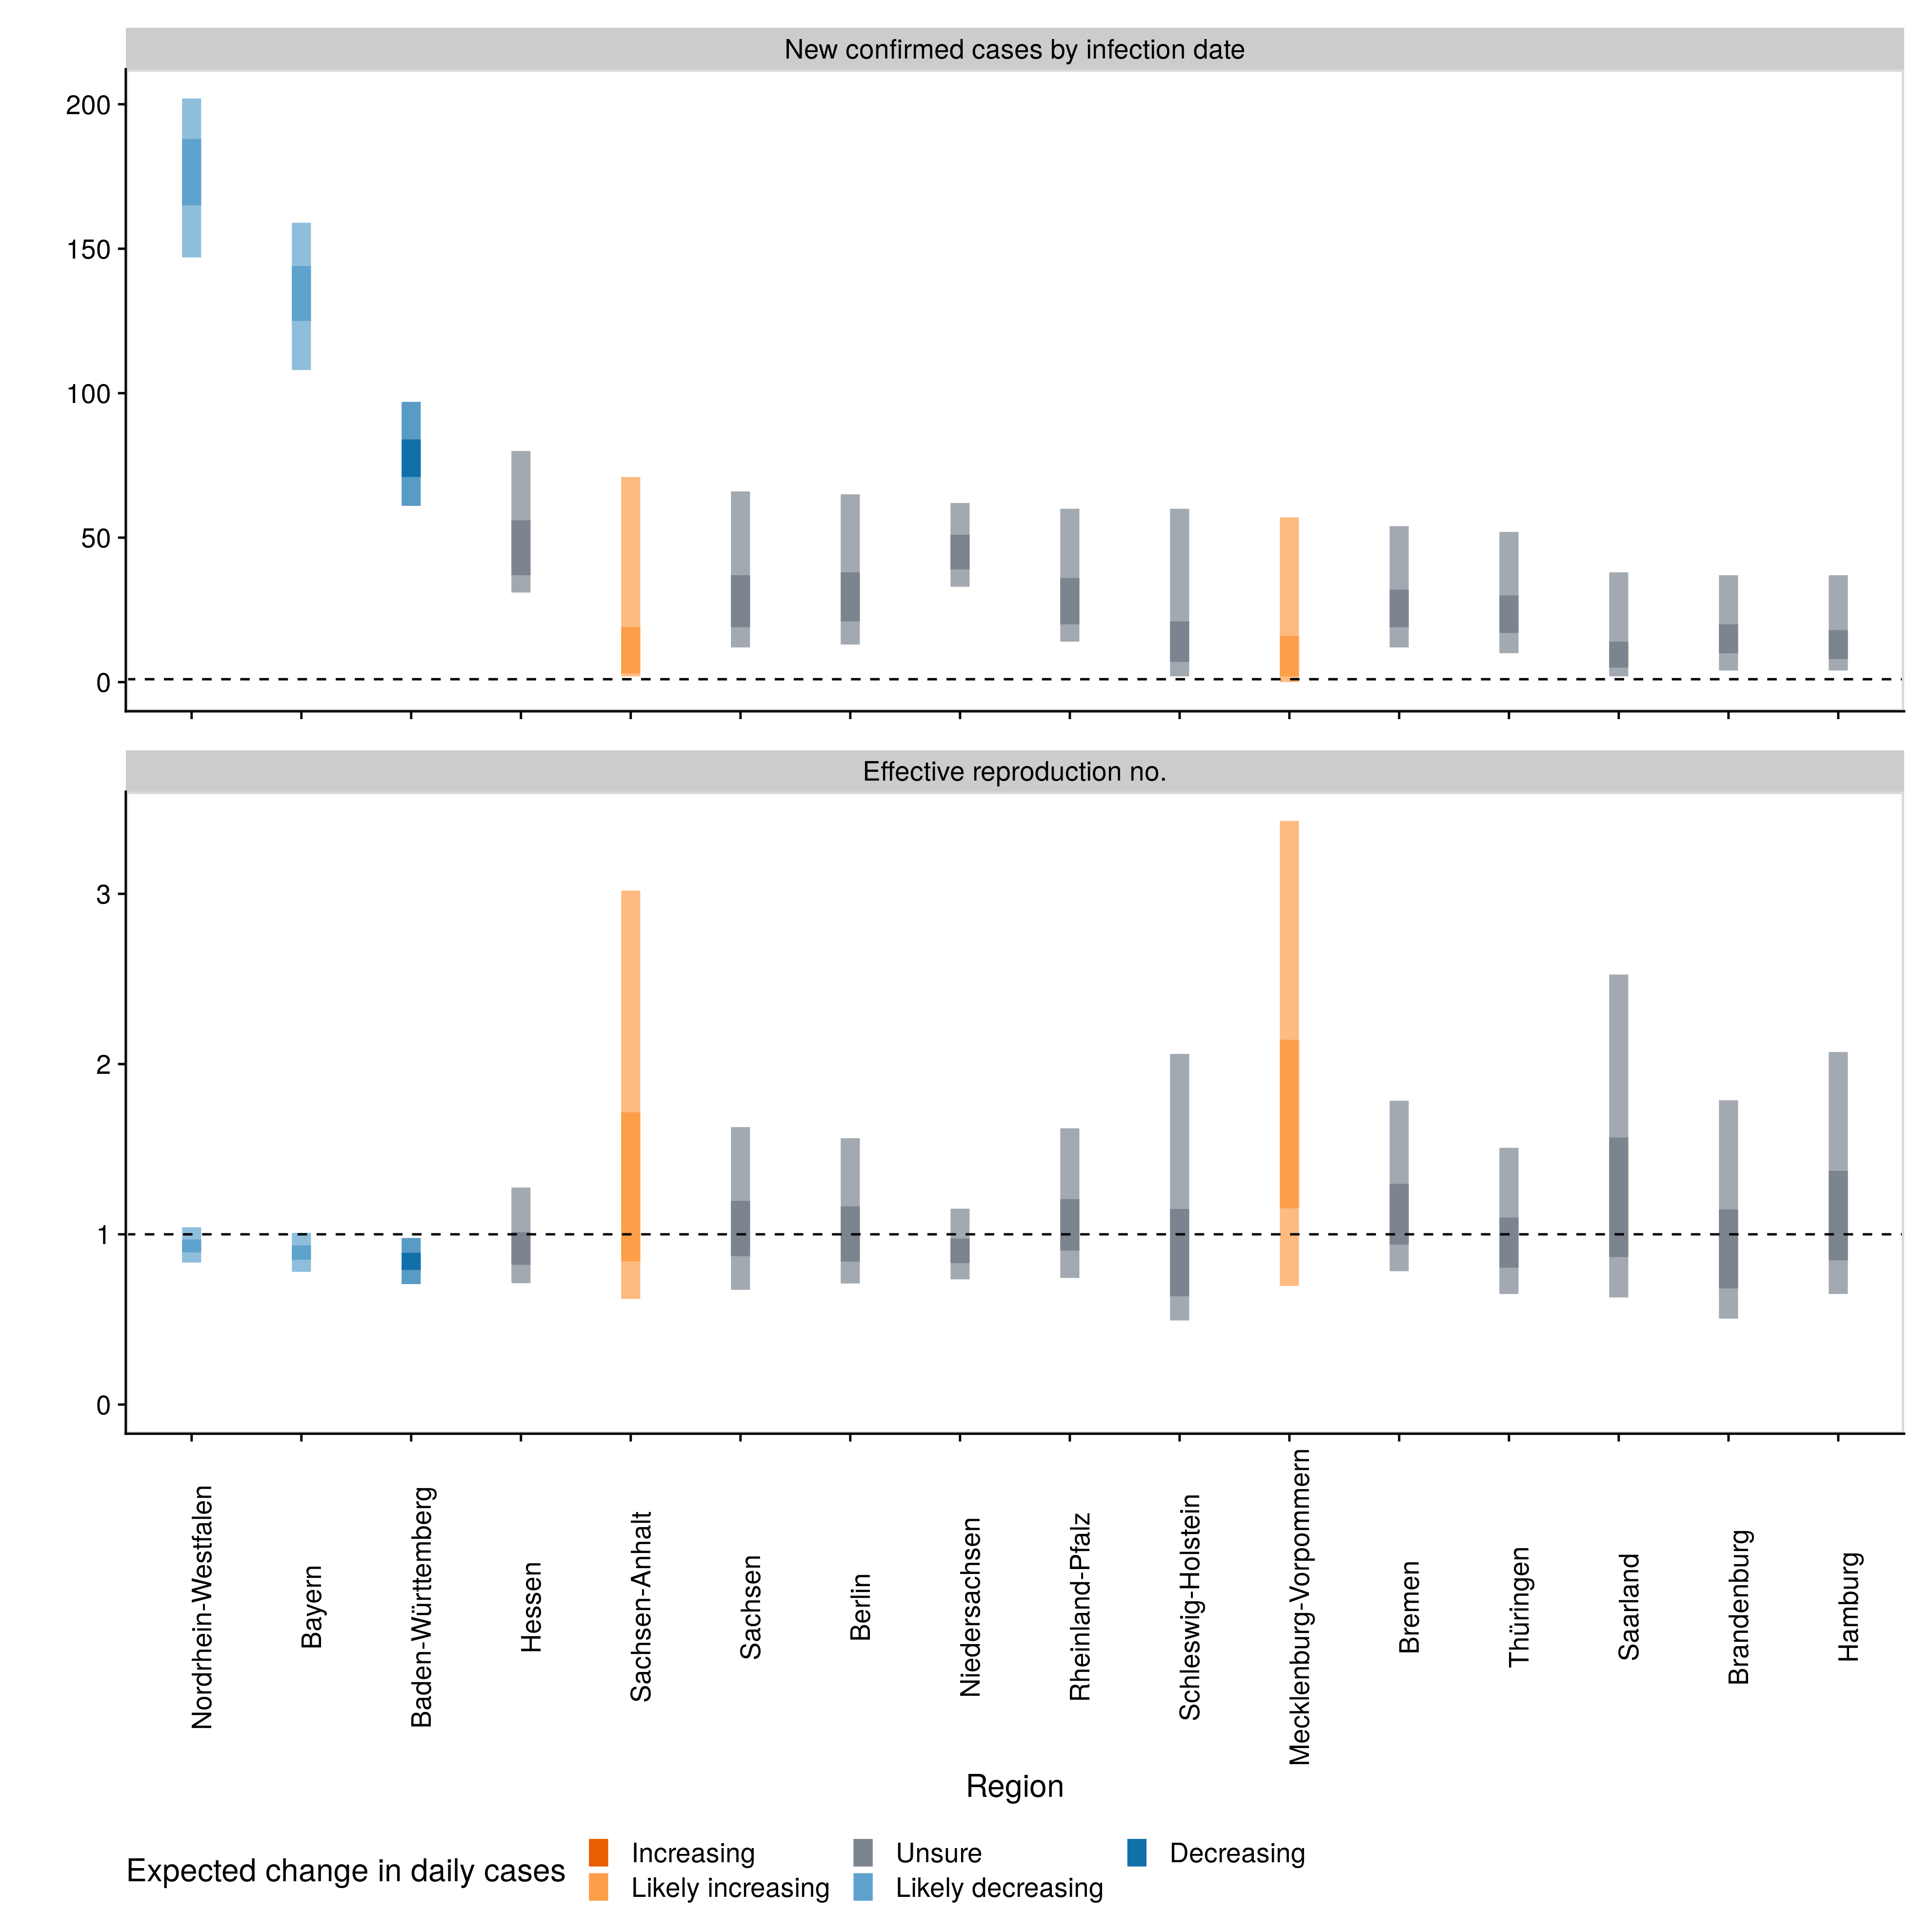 New confirmed cases by infection date
200
150
100
50
0
Effective reproduction no.
3
2
1
0
Nordrhein-Westfalen
Bayern
Baden-Württemberg
Hessen
Sachsen-Anhalt
Sachsen
Berlin
Niedersachsen
Rheinland-Pfalz
Schleswig-Holstein
Mecklenburg-Vorpommern
Bremen
Thüringen
Saarland
Brandenburg
Hamburg
Region
Expected change in daily cases
Increasing
Likely increasing
Unsure
Likely decreasing
Decreasing